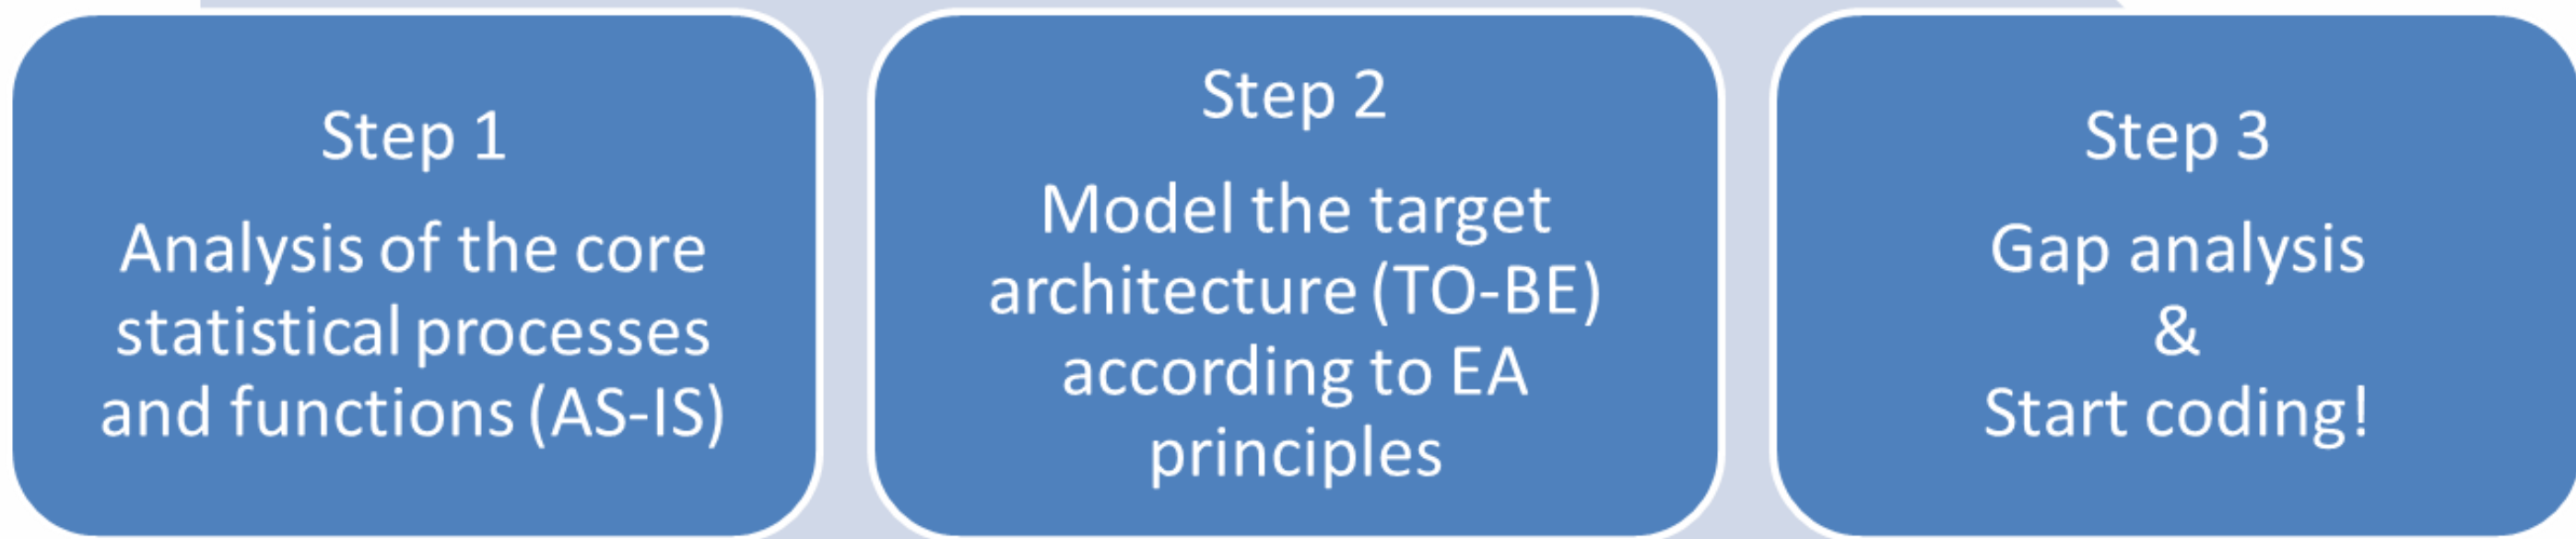 Step 1
Analysis of the core
statistical processes
and functions (AS-IS)
Step 2
Model the target
architecture (TO-BE)
according to EA
principles
Step 3
Gap analysis
&
Start coding!